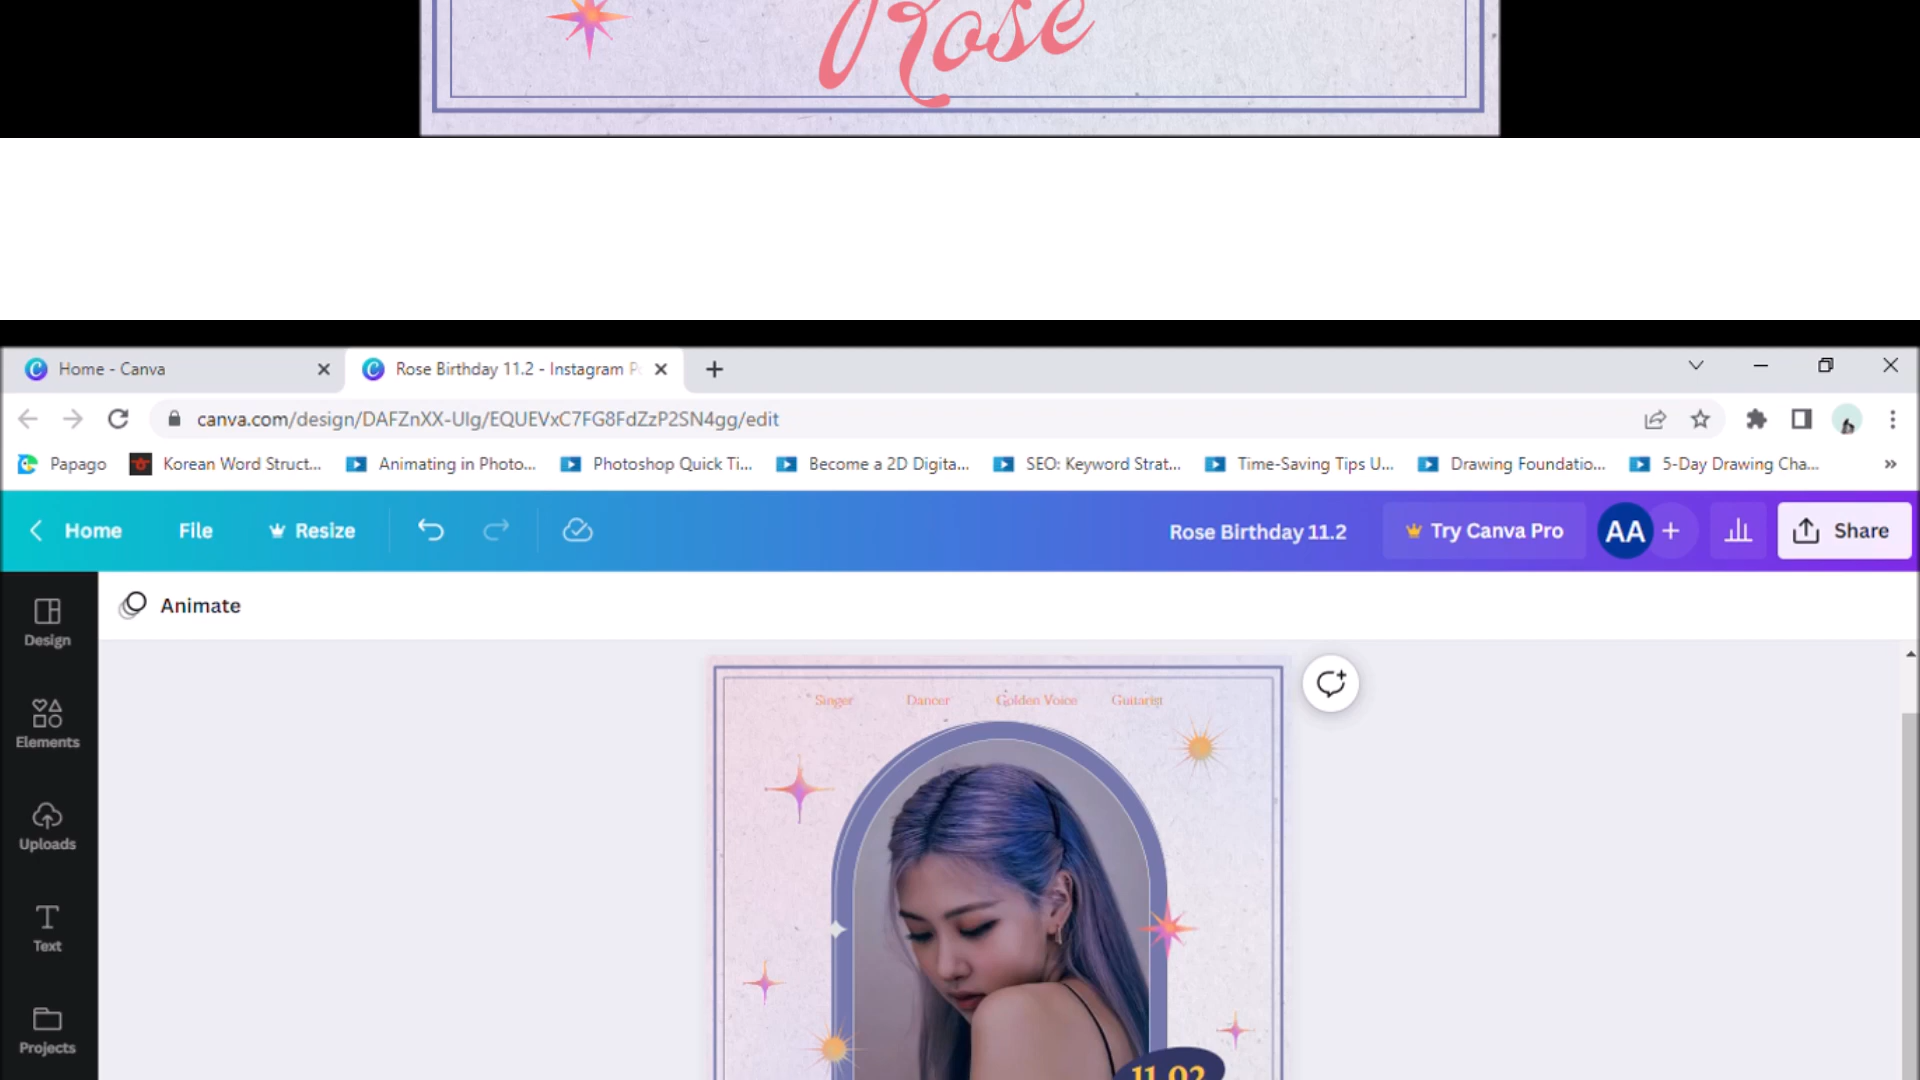 Rose
Home - Canva
Rose Birthday 11.2 - Instagram P
canva.com/design/DAFZnXX-Ulg/EQUEVxC7FG8FdZzP2SN4gg/edit
Papago
Korean Word Struct...
Animating in Photo...
Photoshop Quick Ti...
Become a 2D Digita...
SEO: Keyword Strat...
Time-Saving Tips U...
Drawing Foundatio...
5-Day Drawing Cha...
Home
File
Resize
Rose Birthday 11.2
Try Canva Pro
AA
Share
Animate
Design
Elements
Uploads
Text
Projects
Singer
Dancer
Golden Voice
Guitarist
11.02